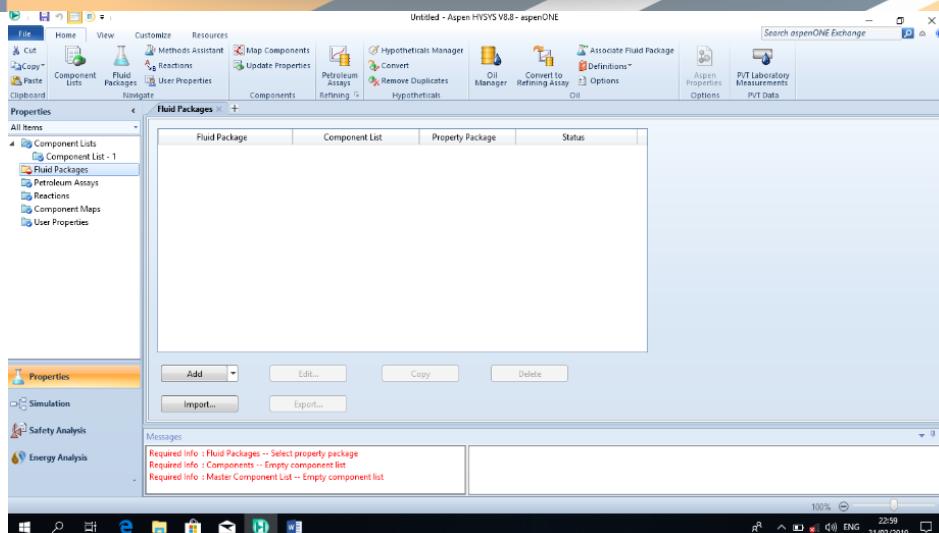 Untitled - Aspen HYSYS V8.8 - aspenONE
File Home View Customize Resources Search aspenONE Exchange
Cut
Copy
Paste
Clipboard
Component Lists
Fluid Packages
Methods Assistant
Reactions
User Properties
Navigate
Map Components
Update Properties
Components
Petroleum Assays
Refining
Hypotheticals Manager
Convert
Remove Duplicates
Hypotheticals
Oil Manager
Convert to Refining Assay
Associate Fluid Package
Definitions
Options
Oil
Aspen Properties
Options
PVT Laboratory Measurements
PVT Data
Properties
All Items
Component Lists
Component List - 1
Fluid Packages
Petroleum Assays
Reactions
Component Maps
User Properties
Properties
Simulation
Safety Analysis
Energy Analysis
Fluid Packages
Fluid Package Component List Property Package Status
Add Edit... Copy Delete
Import... Export...
Messages
Required Info : Fluid Packages -- Select property package
Required Info : Components -- Empty component list
Required Info : Master Component List -- Empty component list
100%
ENG
22:59